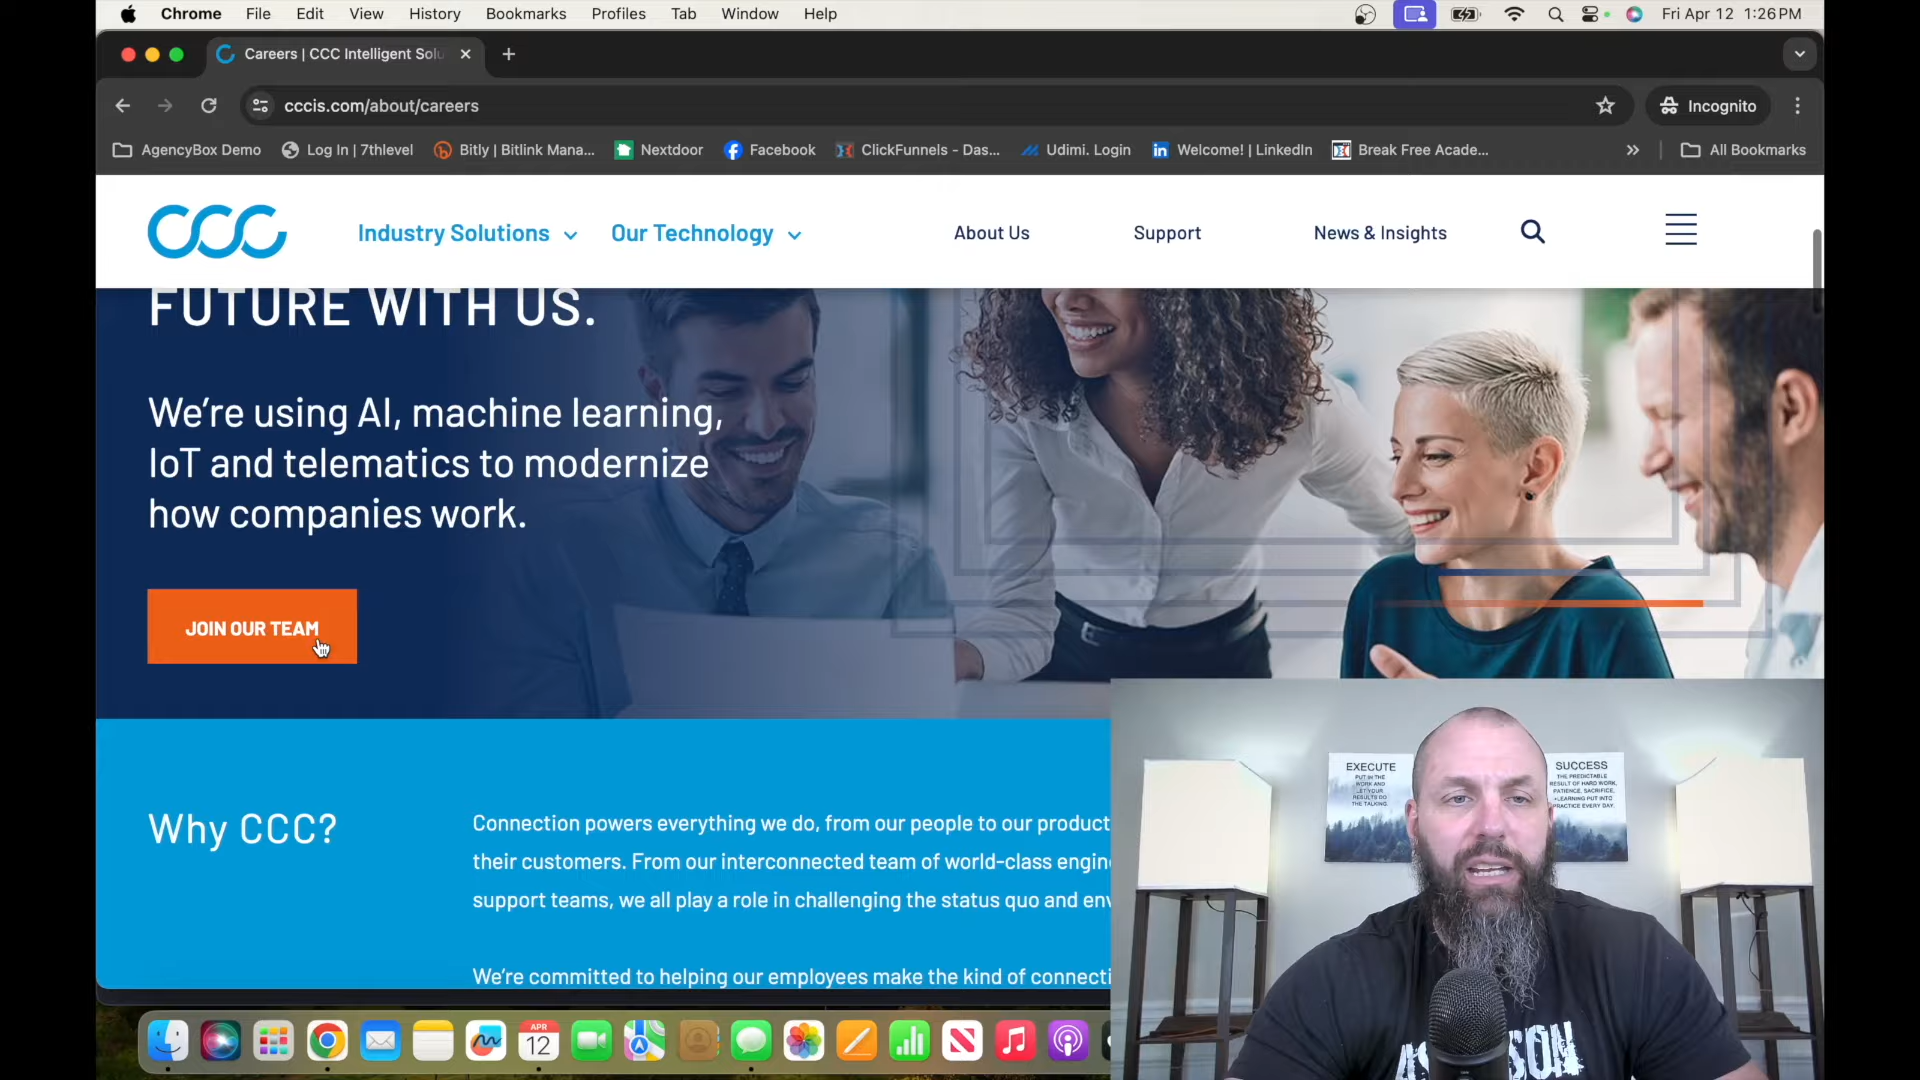 Chrome File Edit View History Bookmarks Profiles Tab Window Help Fri Apr 12 1:26 PM
Careers | CCC Intelligent Solu
cccis.com/about/careers Incognito
AgencyBox Demo Log In | 7thlevel Bitly | Bitlink Mana... Nextdoor Facebook ClickFunnels - Das... Udimi. Login Welcome! | LinkedIn Break Free Acade... All Bookmarks
CCC Industry Solutions Our Technology About Us Support News & Insights
FUTURE WITH US.
We're using AI, machine learning,
IoT and telematics to modernize
how companies work.
JOIN OUR TEAM
Why CCC?
Connection powers everything we do, from our people to our product
their customers. From our interconnected team of world-class engin
support teams, we all play a role in challenging the status quo and env
We're committed to helping our employees make the kind of connecti
EXECUTE
PUT IN THE
WORK AND
LET YOUR
RESULTS DO
THE TALKING.
SUCCESS
THE PREDICTABLE
RESULT OF HARD WORK,
PATIENCE, SACRIFICE,
+LEARNING PUT INTO
PRACTICE EVERY DAY.
APR
12